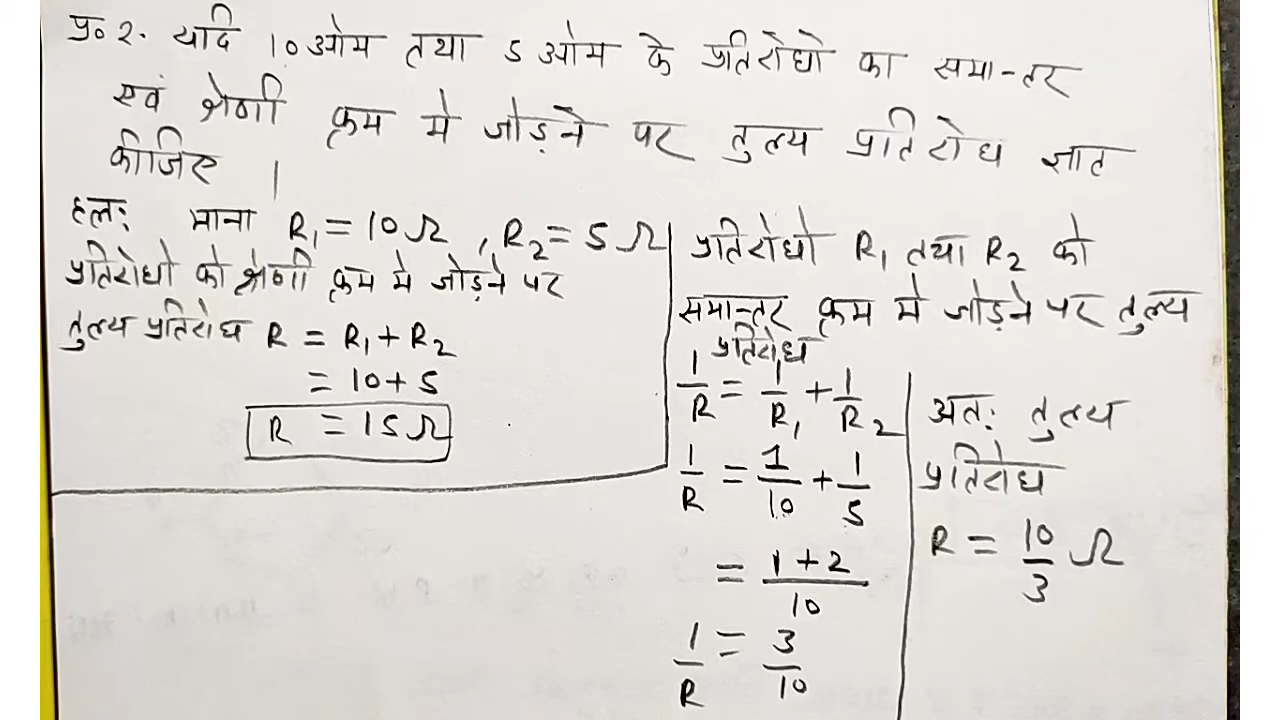 प्र० २. यदि 10 ओम तथा 5 ओम के प्रतिरोधो का समान्तर
एवं श्रेणी क्रम मे जोड़ने पर तुल्य प्रतिरोध ज्ञात
कीजिए ।
हल: माना R₁ = 10 Ω , R₂ = 5 Ω
प्रतिरोधो को श्रेणी क्रम मे जोड़ने पर
तुल्य प्रतिरोध R = R₁ + R₂
= 10 + 5
R = 15 Ω
प्रतिरोधो R₁ तथा R₂ को
समान्तर क्रम मे जोड़ने पर तुल्य
प्रतिरोध
1/R = 1/R₁ + 1/R₂
1/R = 1/10 + 1/5
= 1+2/10
1/R = 3/10
अत: तुल्य
प्रतिरोध
R = 10/3 Ω